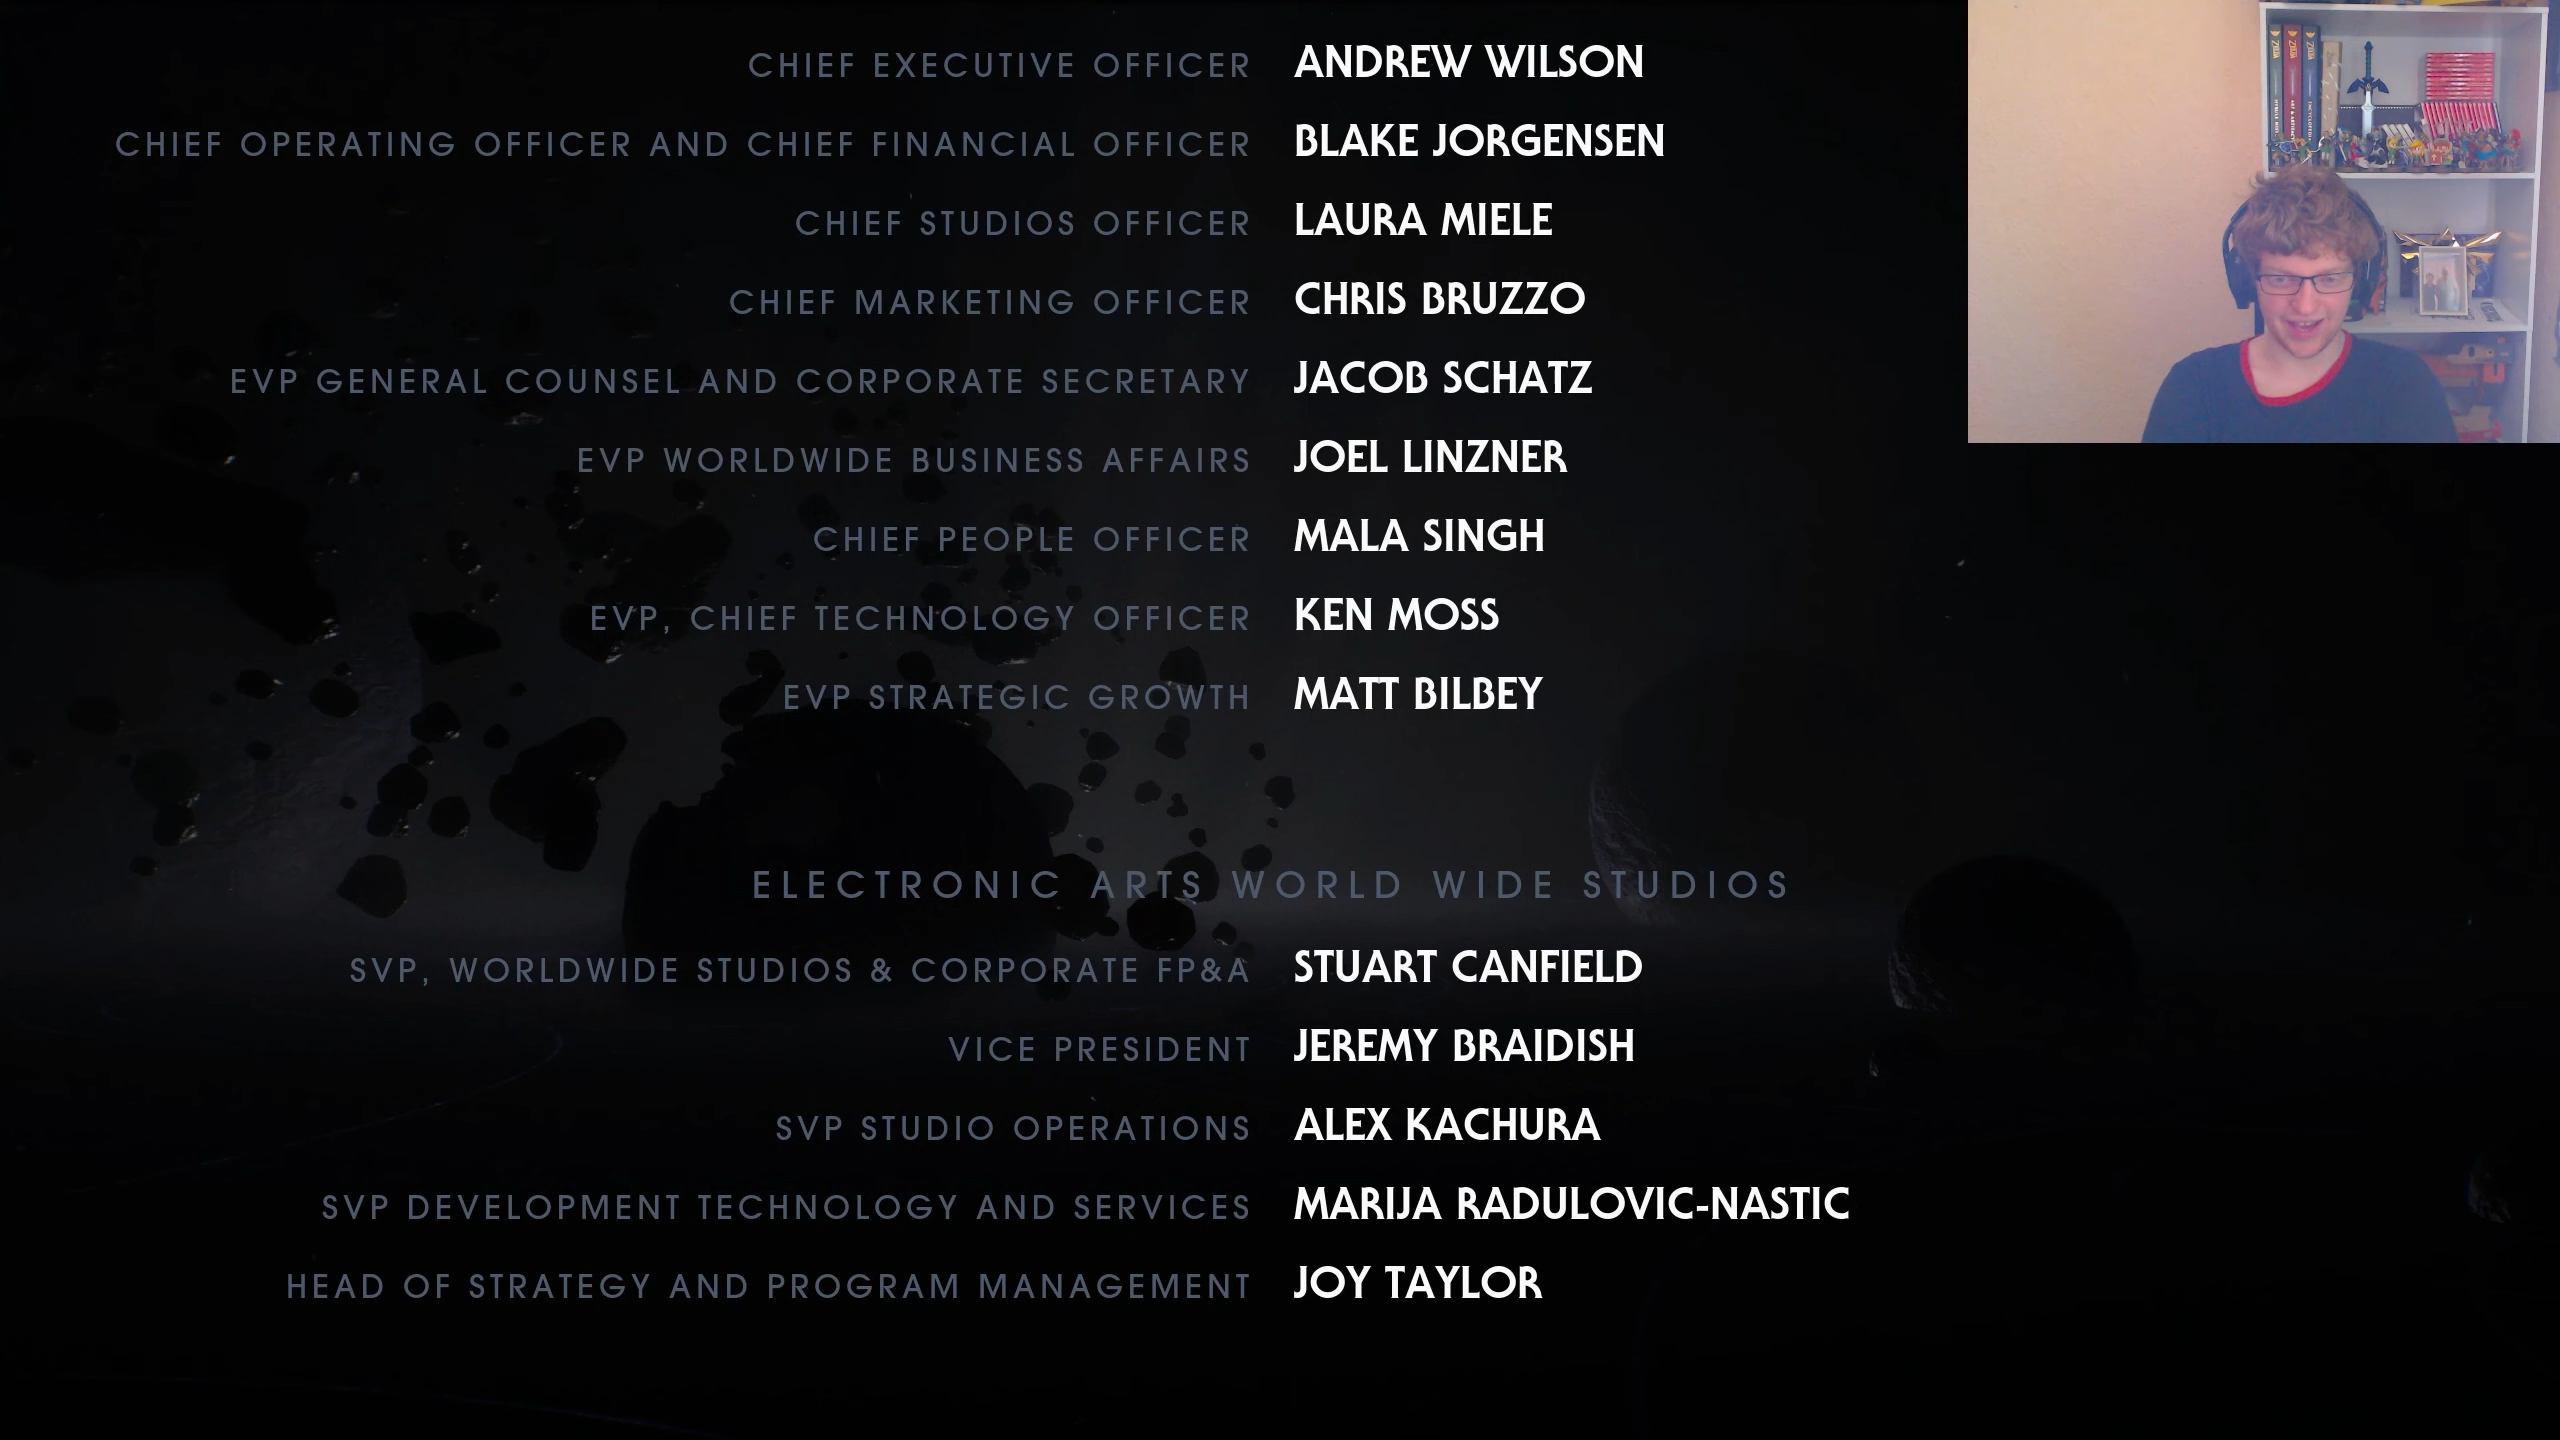 CHIEF EXECUTIVE OFFICER ANDREW WILSON
CHIEF OPERATING OFFICER AND CHIEF FINANCIAL OFFICER BLAKE JORGENSEN
CHIEF STUDIOS OFFICER LAURA MIELE
CHIEF MARKETING OFFICER CHRIS BRUZZO
EVP GENERAL COUNSEL AND CORPORATE SECRETARY JACOB SCHATZ
EVP WORLDWIDE BUSINESS AFFAIRS JOEL LINZNER
CHIEF PEOPLE OFFICER MALA SINGH
EVP, CHIEF TECHNOLOGY OFFICER KEN MOSS
EVP STRATEGIC GROWTH MATT BILBEY
ELECTRONIC ARTS WORLD WIDE STUDIOS
SVP, WORLDWIDE STUDIOS & CORPORATE FP&A STUART CANFIELD
VICE PRESIDENT JEREMY BRAIDISH
SVP STUDIO OPERATIONS ALEX KACHURA
SVP DEVELOPMENT TECHNOLOGY AND SERVICES MARIJA RADULOVIC-NASTIC
HEAD OF STRATEGY AND PROGRAM MANAGEMENT JOY TAYLOR